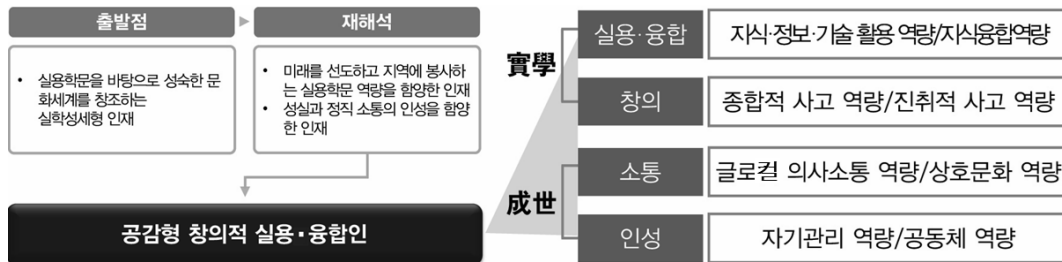 출발점
재해석
• 실용학문을 바탕으로 성숙한 문
화세계를 창조하는
실학성세형 인재
• 미래를 선도하고 지역에 봉사하
는 실용학문 역량을 함양한 인재
• 성실과 정직 소통의 인성을 함양
한 인재
공감형 창의적 실용·융합인
實學
실용·융합
지식·정보·기술 활용 역량/지식융합역량
창의
종합적 사고 역량/진취적 사고 역량
成世
소통
글로컬 의사소통 역량/상호문화 역량
인성
자기관리 역량/공동체 역량